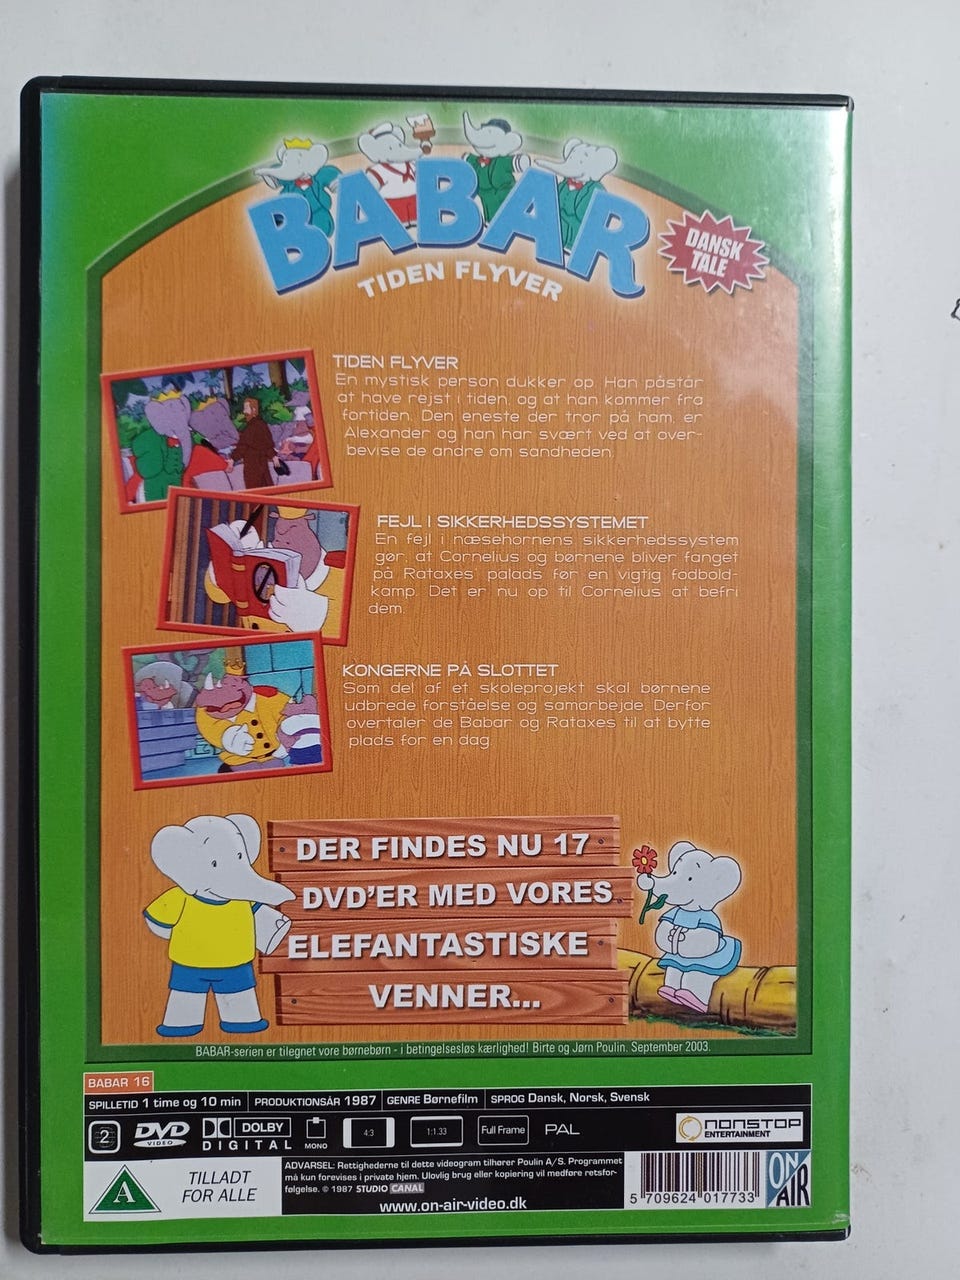 BABAR
TIDEN FLYVER
DANSK
TALE
TIDEN FLYVER
En mystisk person dukker op. Han påstår
at have rejst i tiden, og at han kommer fra
fortiden. Den eneste der tror på ham, er
Alexander og han har svært ved at over-
bevise de andre om sandheden.
FEJL I SIKKERHEDSSYSTEMET
En fejl i næsehornens sikkerhedssystem
gør, at Cornelius og børnene bliver fanget
på Rataxes' palads før en vigtig fodbold-
kamp. Det er nu op til Cornelius at befri
dem.
KONGERNE PÅ SLOTTET
Som del af et skoleprojekt skal børnene
udbrede forståelse og samarbejde. Derfor
overtaler de Babar og Rataxes til at bytte
plads for en dag.
DER FINDES NU 17
DVD'ER MED VORES
ELEFANTASTISKE
VENNER...
BABAR-serien er tilegnet vore børnebørn - i betingelsesløs kærlighed! Birte og Jørn Poulin. September 2003.
BABAR 16
SPILLETID 1 time og 10 min PRODUKTIONSÅR 1987 GENRE Børnefilm SPROG Dansk, Norsk, Svensk
2 DVD VIDEO DOLBY DIGITAL MONO 4:3 1:1.33 Full Frame PAL NONSTOP ENTERTAINMENT
A TILLADT
FOR ALLE
ADVARSEL: Rettighederne til dette videogram tilhører Poulin A/S. Programmet
må kun forevises i private hjem. Ulovlig brug eller kopiering vil medføre retsfor-
følgelse. © 1987 STUDIO CANAL
www.on-air-video.dk
5 709624 017733
ON AIR